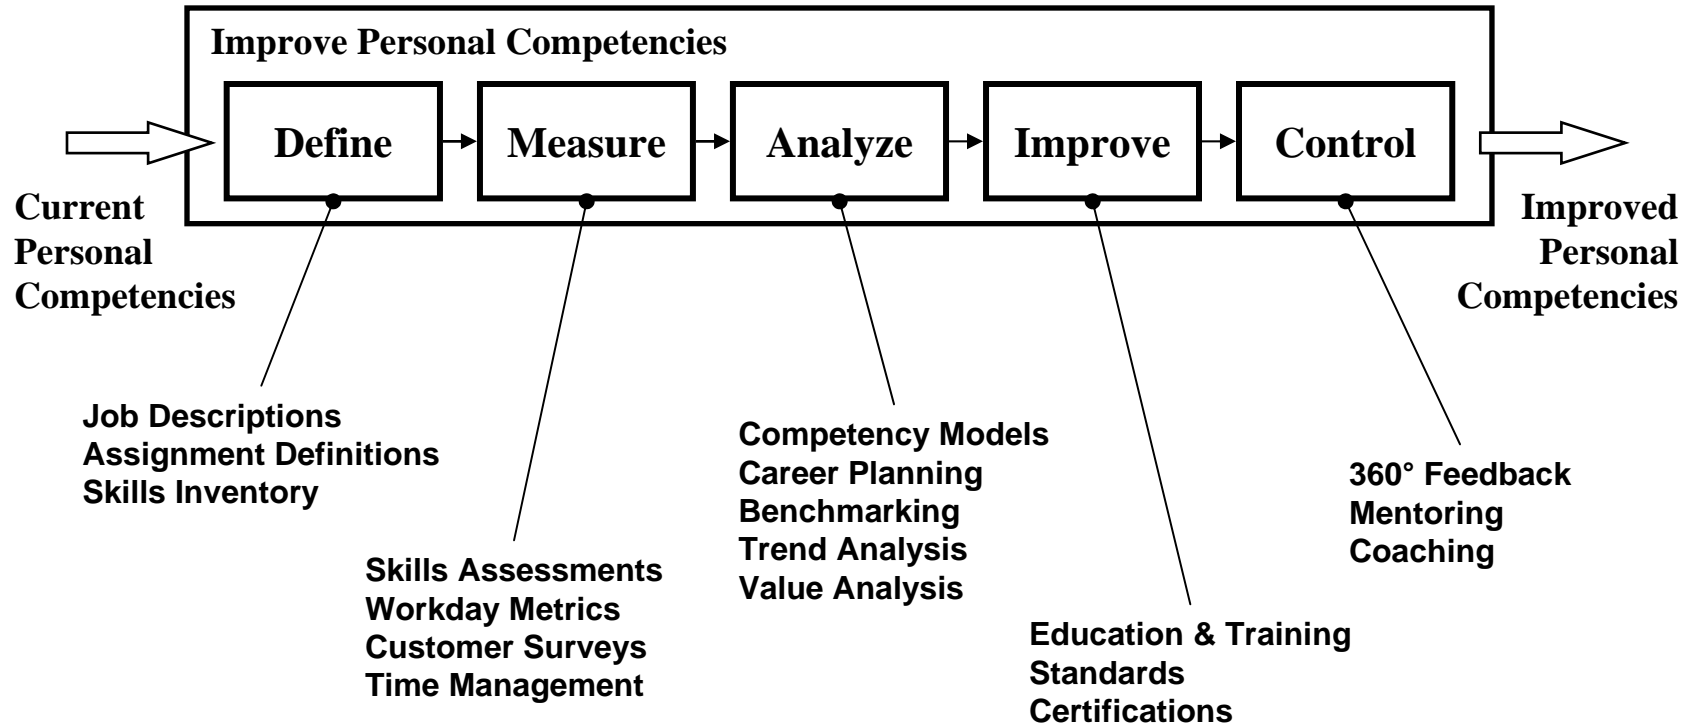 Improve Personal Competencies
Define
Measure
Analyze
Improve
Control
Current
Personal
Competencies
Improved
Personal
Competencies
Job Descriptions
Assignment Definitions
Skills Inventory
Skills Assessments
Workday Metrics
Customer Surveys
Time Management
Competency Models
Career Planning
Benchmarking
Trend Analysis
Value Analysis
Education & Training
Standards
Certifications
360° Feedback
Mentoring
Coaching